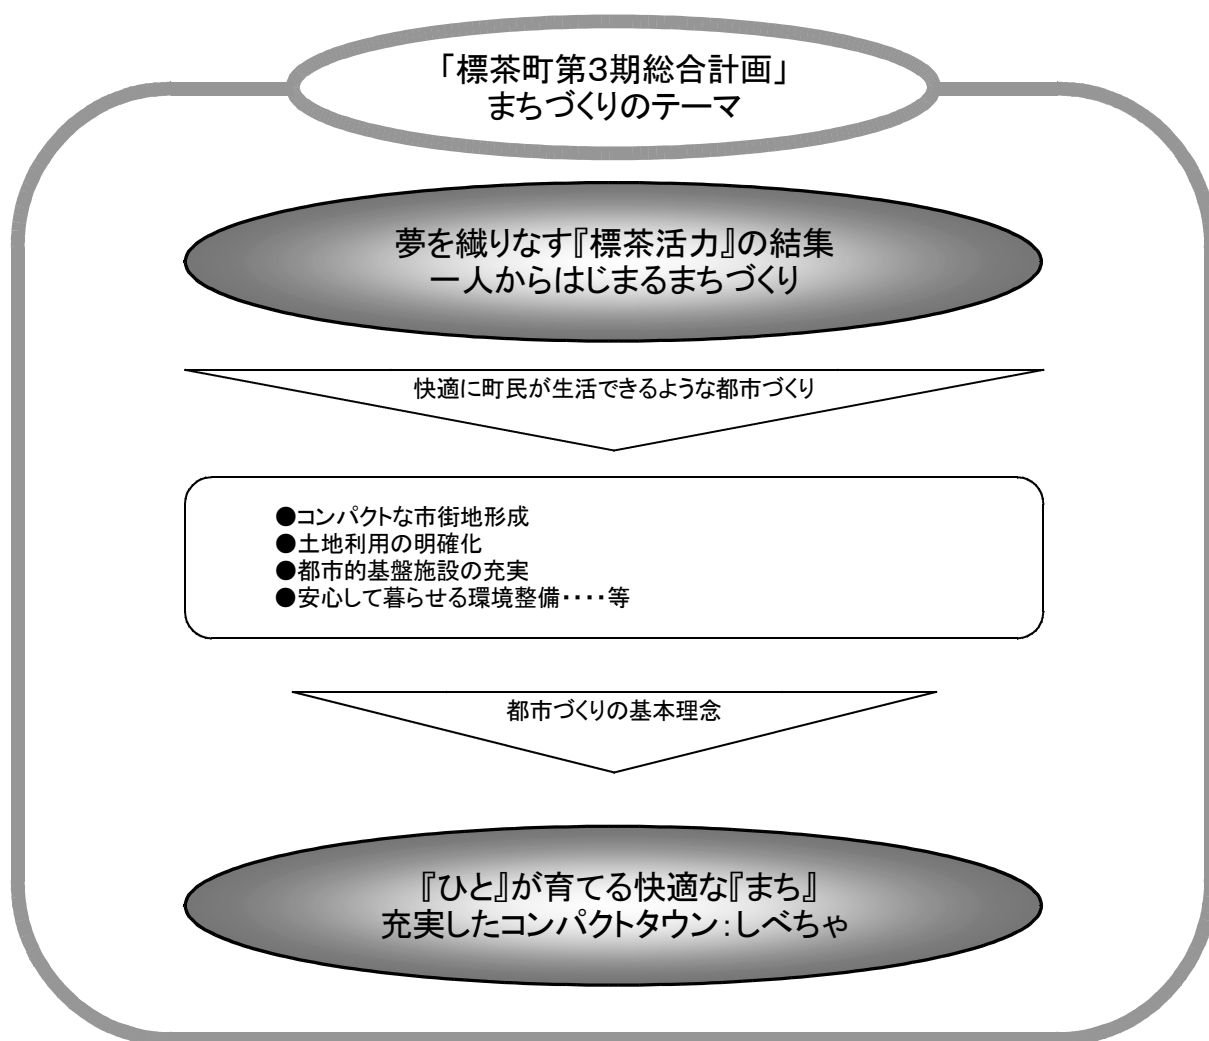 「標茶町第3期総合計画」
まちづくりのテーマ
夢を繊りなす『標茶活力』の結集
一人からはじまるまちづくり
快適に町民が生活できるような都市づくり
●コンパクトな市街地形成
●土地利用の明確化
●都市的基盤施設の充実
●安心して暮らせる環境整備・・・・等
都市づくりの基本理念
『ひと』が育てる快適な『まち』
充実したコンパクトタウン：しべちゃ